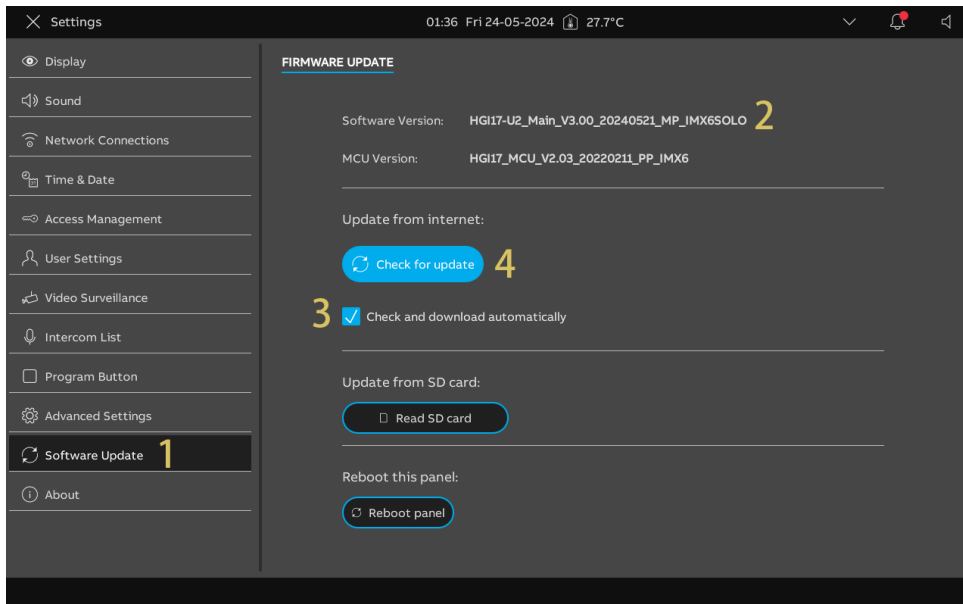 Settings
01:36 Fri 24-05-2024 27.7°C
Display
Sound
Network Connections
Time & Date
Access Management
User Settings
Video Surveillance
Intercom List
Program Button
Advanced Settings
Software Update 1
About
FIRMWARE UPDATE
Software Version: HGI17-U2_Main_V3.00_20240521_MP_IMX6SOLO 2
MCU Version: HGI17_MCU_V2.03_20220211_PP_IMX6
Update from internet:
Check for update 4
3 Check and download automatically
Update from SD card:
Read SD card
Reboot this panel:
Reboot panel